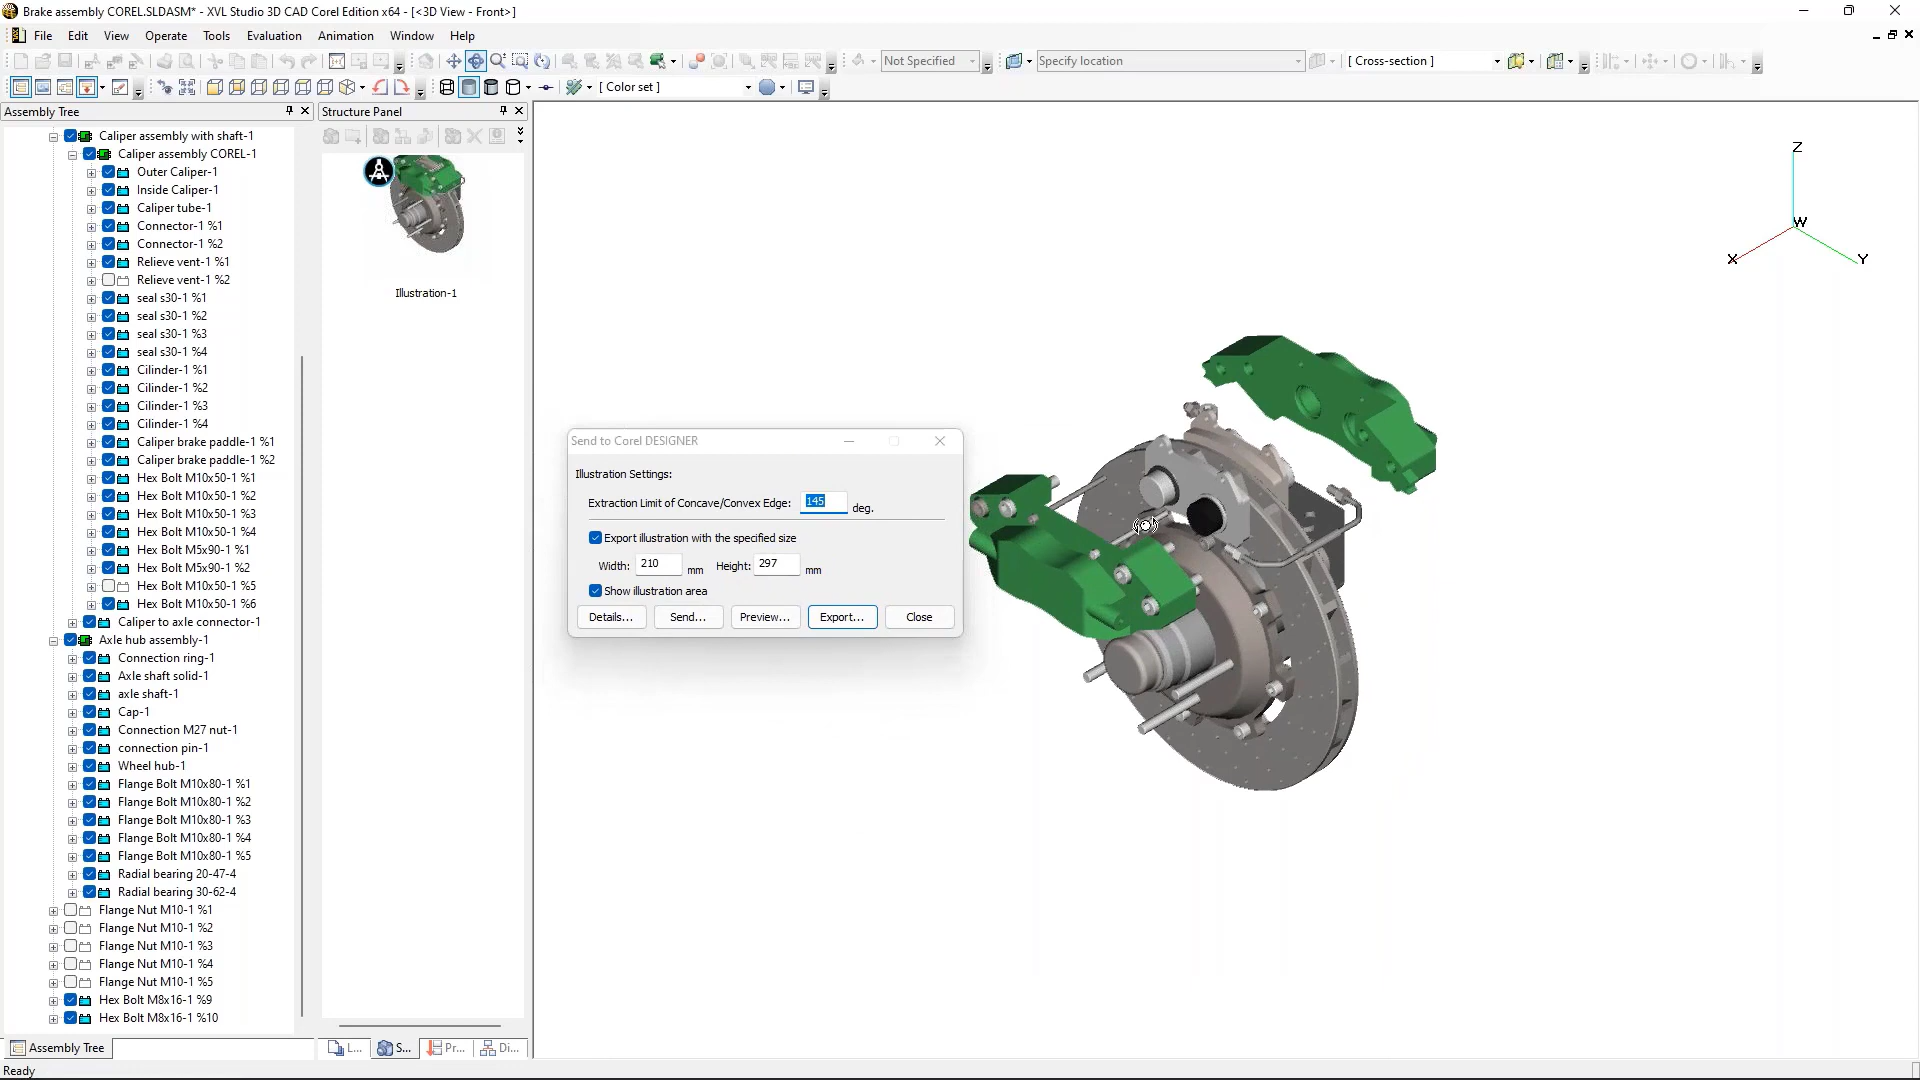 Brake assembly COREL.SLDASM* - XVL Studio 3D CAD Corel Edition x64 - [<3D View - Front>]
File Edit View Operate Tools Evaluation Animation Window Help
Not Specified
Specify location
[ Cross-section ]
[ Color set ]
Assembly Tree
Structure Panel
Caliper assembly with shaft-1
Caliper assembly COREL-1
Outer Caliper-1
Inside Caliper-1
Caliper tube-1
Connector-1 %1
Connector-1 %2
Relieve vent-1 %1
Relieve vent-1 %2
seal s30-1 %1
seal s30-1 %2
seal s30-1 %3
seal s30-1 %4
Cilinder-1 %1
Cilinder-1 %2
Cilinder-1 %3
Cilinder-1 %4
Caliper brake paddle-1 %1
Caliper brake paddle-1 %2
Hex Bolt M10x50-1 %1
Hex Bolt M10x50-1 %2
Hex Bolt M10x50-1 %3
Hex Bolt M10x50-1 %4
Hex Bolt M5x90-1 %1
Hex Bolt M5x90-1 %2
Hex Bolt M10x50-1 %5
Hex Bolt M10x50-1 %6
Caliper to axle connector-1
Axle hub assembly-1
Connection ring-1
Axle shaft solid-1
axle shaft-1
Cap-1
Connection M27 nut-1
connection pin-1
Wheel hub-1
Flange Bolt M10x80-1 %1
Flange Bolt M10x80-1 %2
Flange Bolt M10x80-1 %3
Flange Bolt M10x80-1 %4
Flange Bolt M10x80-1 %5
Radial bearing 20-47-4
Radial bearing 30-62-4
Flange Nut M10-1 %1
Flange Nut M10-1 %2
Flange Nut M10-1 %3
Flange Nut M10-1 %4
Flange Nut M10-1 %5
Hex Bolt M8x16-1 %9
Hex Bolt M8x16-1 %10
Assembly Tree
Illustration-1
L...
S...
Pr...
Di...
Send to Corel DESIGNER
Illustration Settings:
Extraction Limit of Concave/Convex Edge: 145 deg.
Export illustration with the specified size
Width: 210 mm Height: 297 mm
Show illustration area
Details... Send... Preview... Export... Close
Z
W
X
Y
Ready